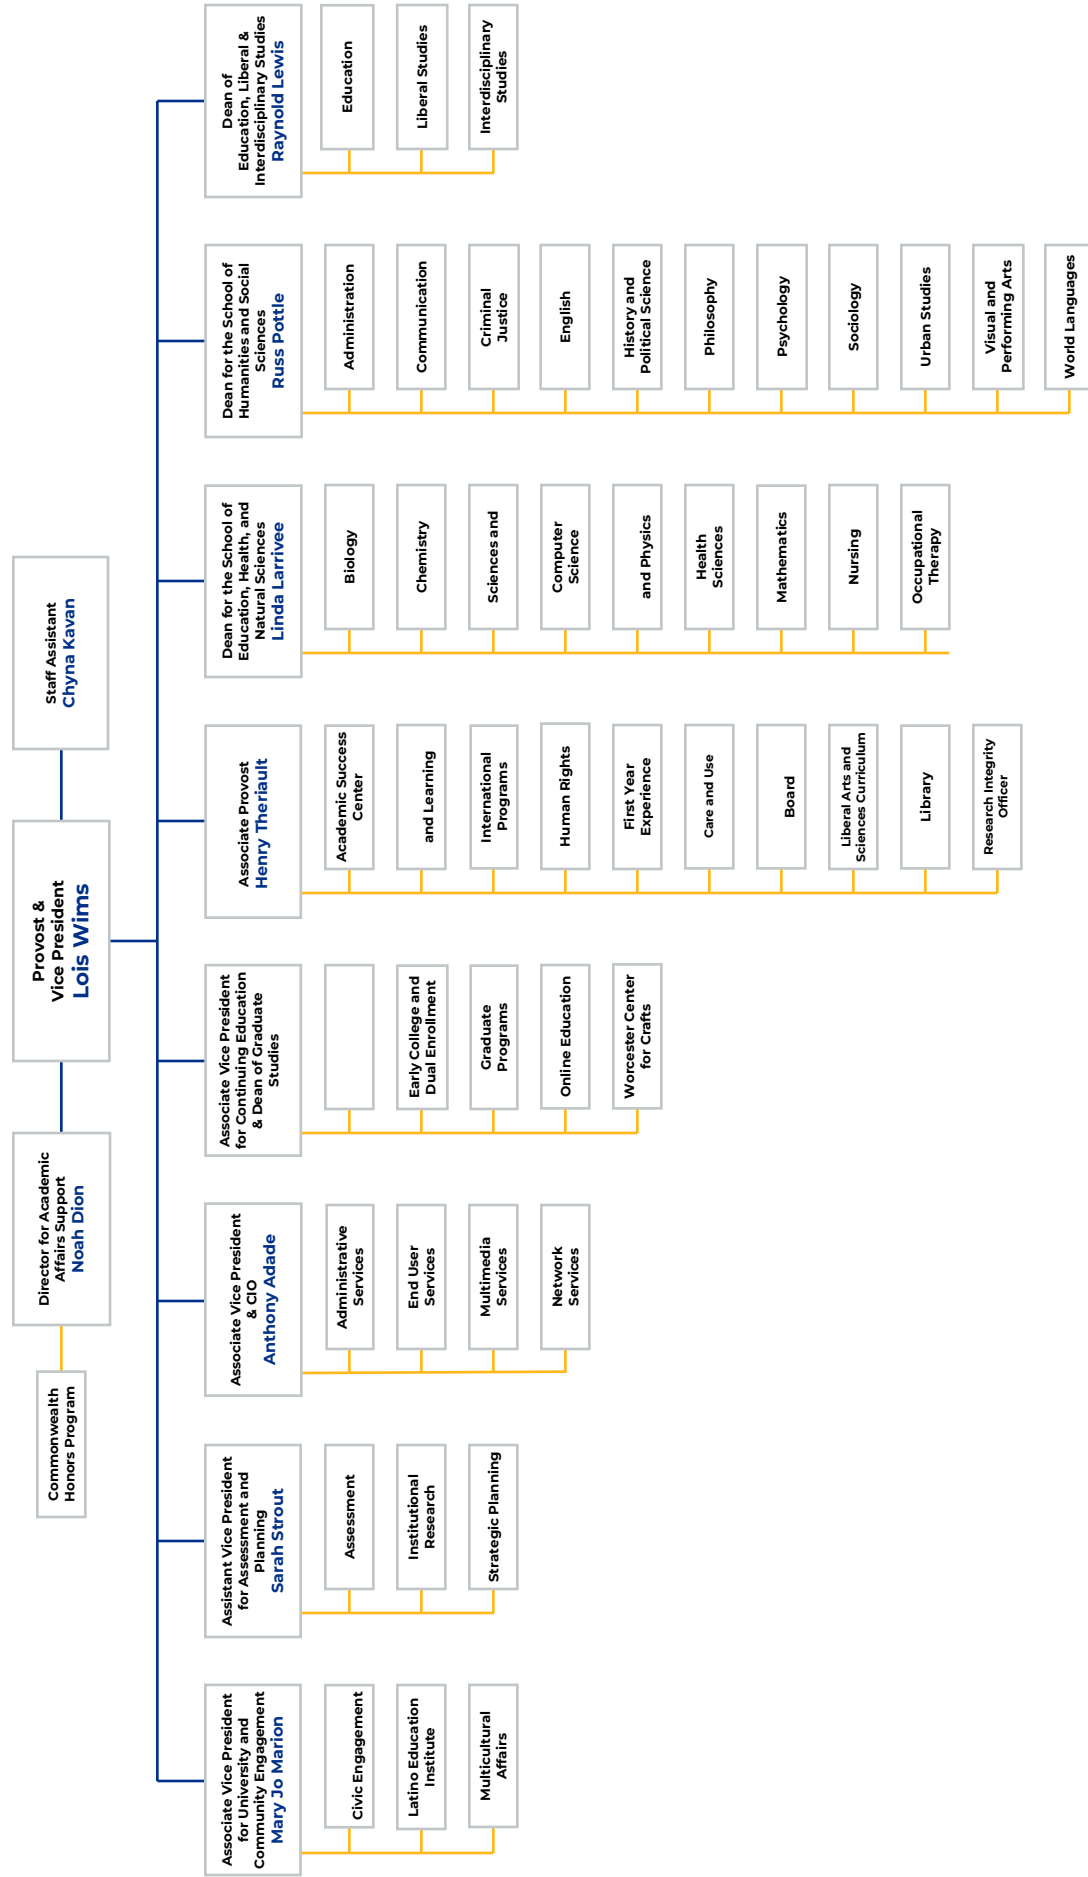 Commonwealth
Honors Program
Director for Academic
Affairs Support
Noah Dion
Provost &
Vice President
Lois Wims
Staff Assistant
Chyna Kavan
Associate Vice President
for University and
Community Engagement
Mary Jo Marion
Civic Engagement
Latino Education
Institute
Multicultural
Affairs
Assistant Vice President
for Assessment and
Planning
Sarah Strout
Assessment
Institutional
Research
Strategic Planning
Associate Vice President
& CIO
Anthony Adade
Administrative
Services
End User
Services
Multimedia
Services
Network
Services
Associate Vice President
for Continuing Education
& Dean of Graduate
Studies
Early College and
Dual Enrollment
Graduate
Programs
Online Education
Worcester Center
for Crafts
Associate Provost
Henry Theriault
Academic Success
Center
and Learning
International
Programs
Human Rights
First Year
Experience
Care and Use
Board
Liberal Arts and
Sciences Curriculum
Library
Research Integrity
Officer
Dean for the School of
Education, Health, and
Natural Sciences
Linda Larrivee
Biology
Chemistry
Sciences and
Computer
Science
and Physics
Health
Sciences
Mathematics
Nursing
Occupational
Therapy
Dean for the School of
Humanities and Social
Sciences
Russ Pottle
Administration
Communication
Criminal
Justice
English
History and
Political Science
Philosophy
Psychology
Sociology
Urban Studies
Visual and
Performing Arts
World Languages
Dean of
Education, Liberal &
Interdisciplinary Studies
Raynold Lewis
Education
Liberal Studies
Interdisciplinary
Studies